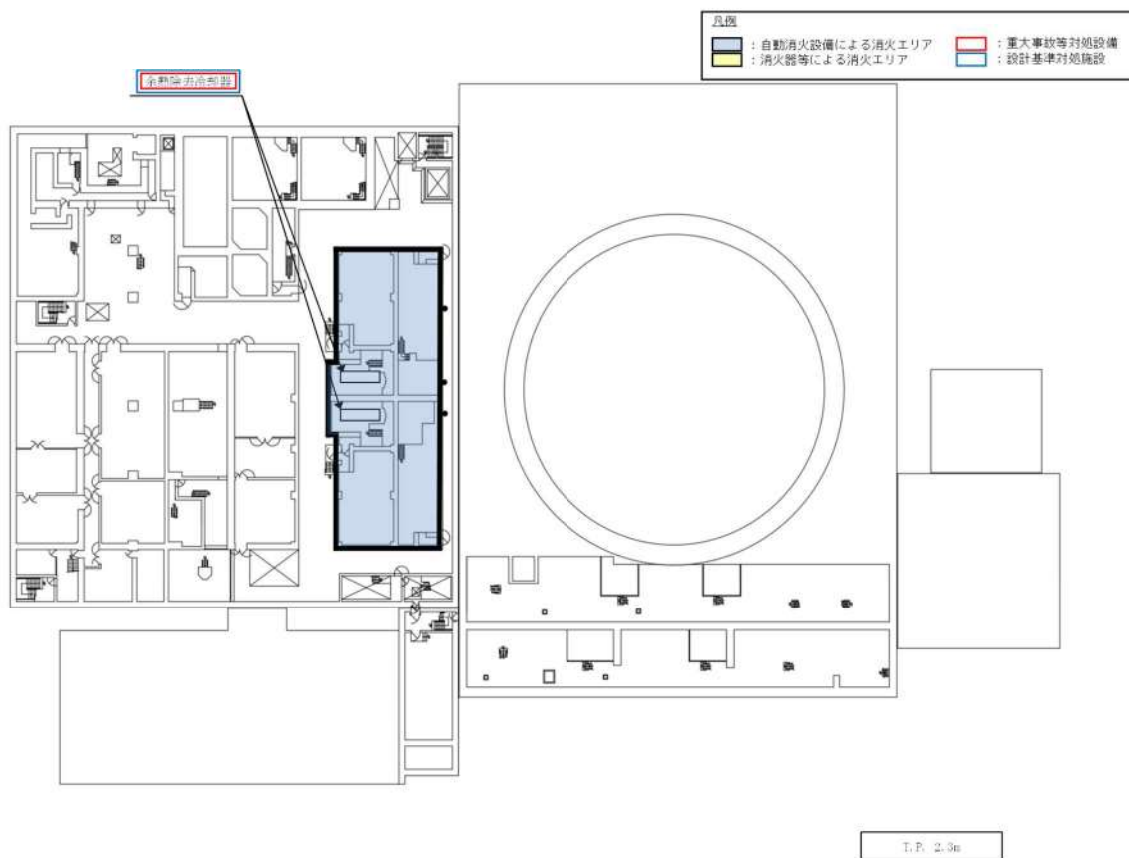 凡例
：自動消火設備による消火エリア
：重大事故等対処設備
：消火器等による消火エリア
：設計基準対処施設
余熱除去冷却器
T.P. 2.3m